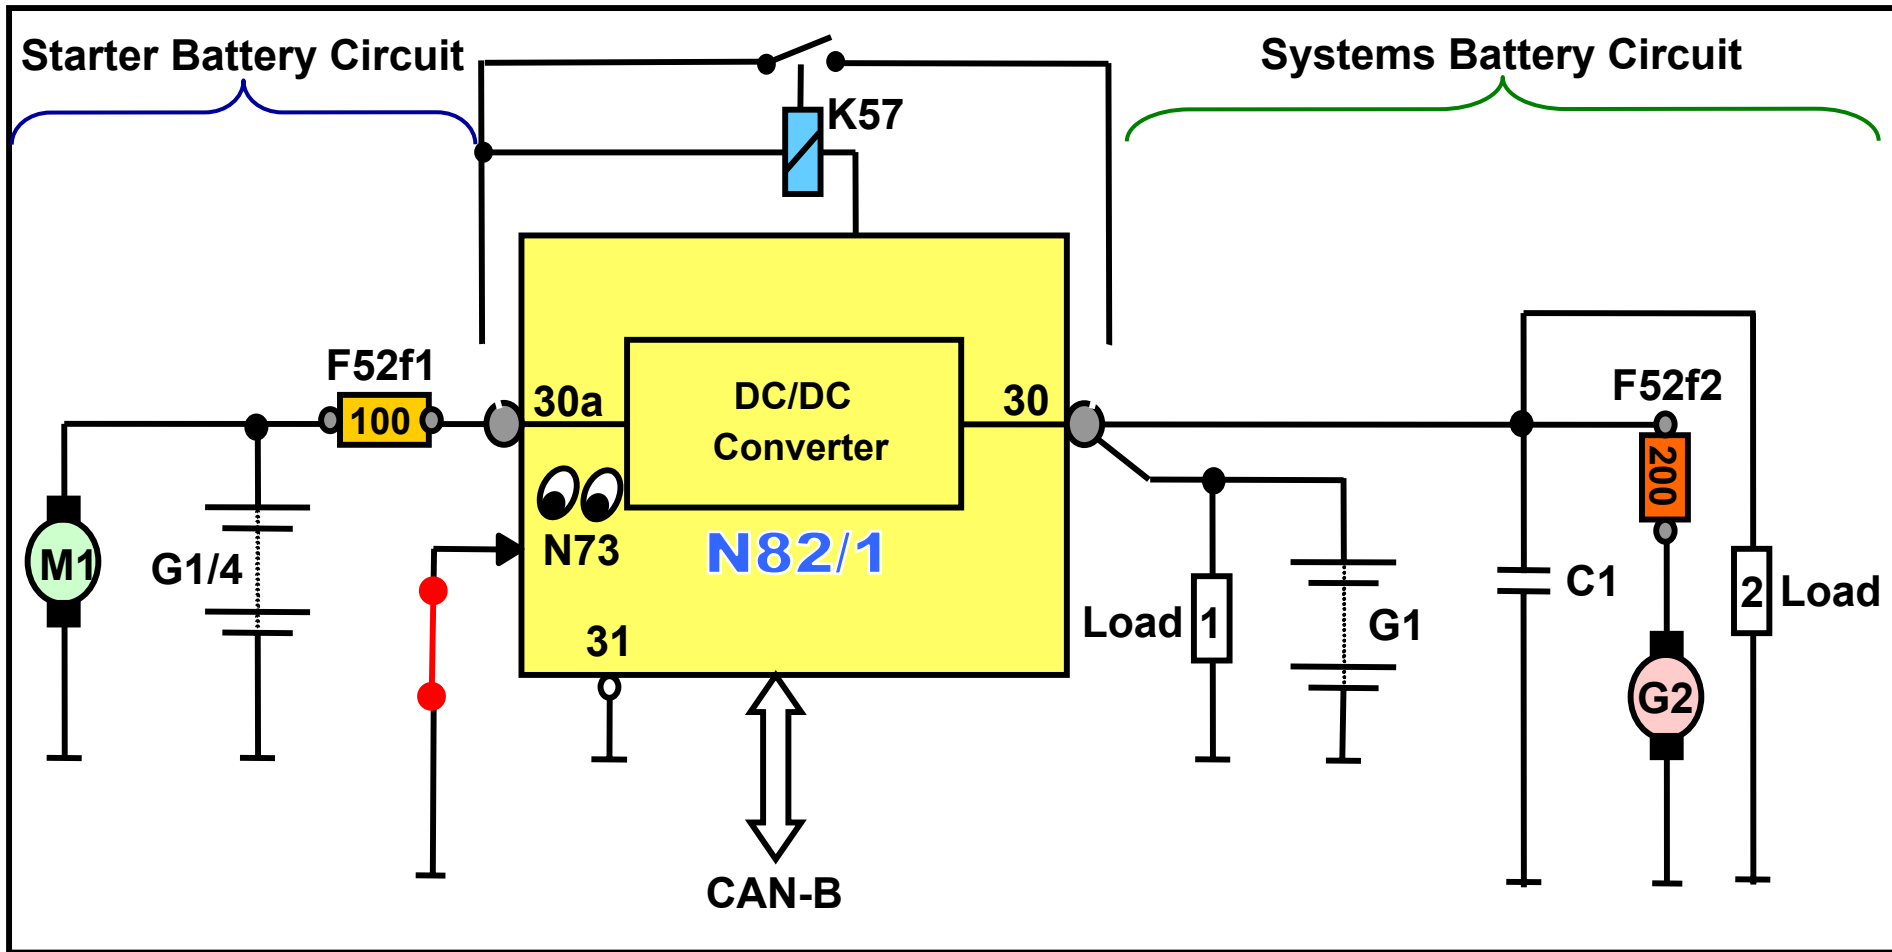 Starter Battery Circuit
Systems Battery Circuit
K57
F52f1
100
30a
DC/DC
Converter
30
F52f2
200
N73
N82/1
M1
G1/4
31
Load 1
G1
C1
2 Load
G2
CAN-B